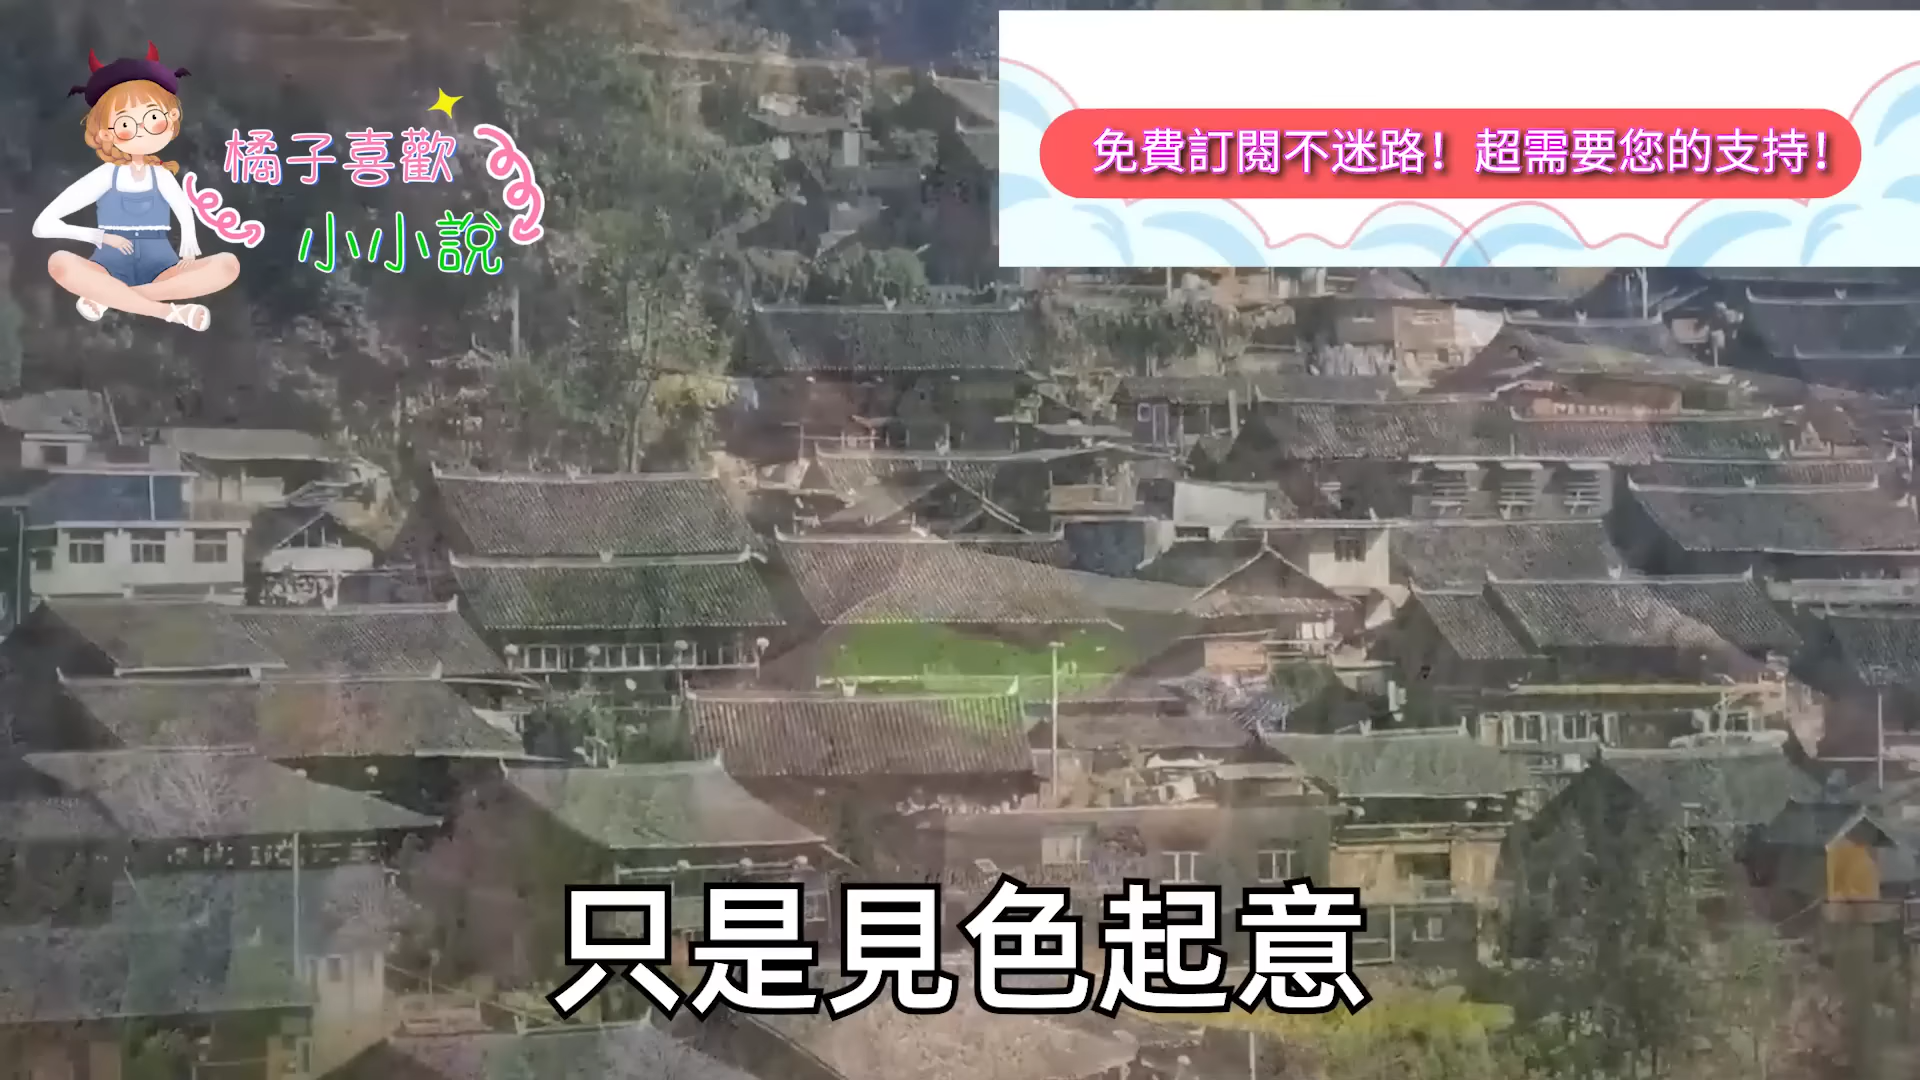 橘子喜歡
小小說
免費訂閱不迷路！超需要您的支持！
只是見色起意